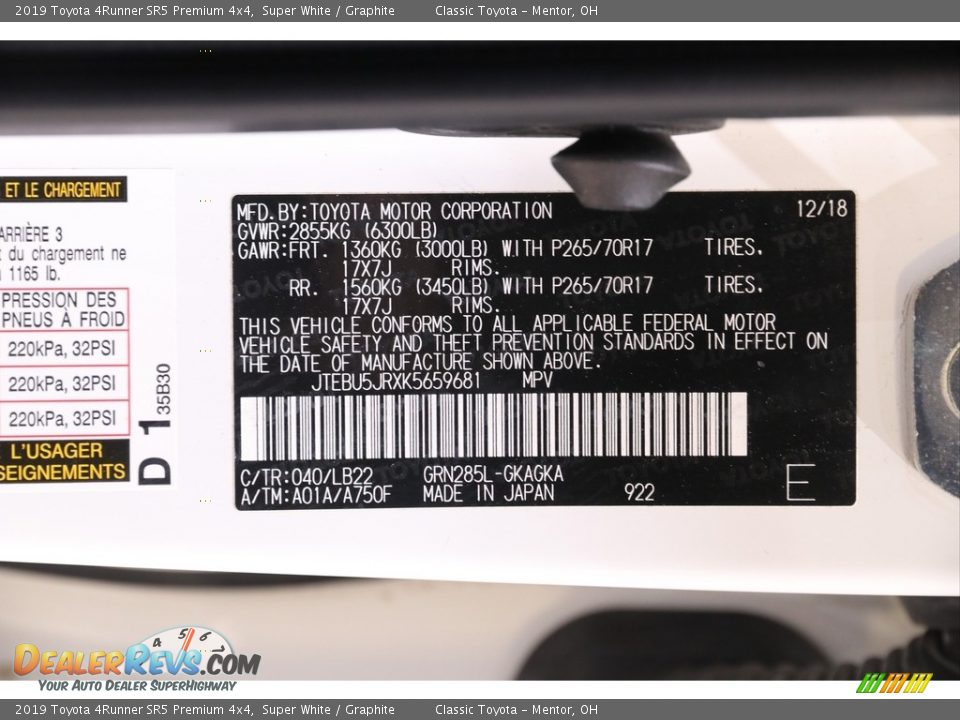 2019 Toyota 4Runner SR5 Premium 4x4, Super White / Graphite Classic Toyota - Mentor, OH
ET LE CHARGEMENT
ARRIÈRE 3
du chargement ne
1165 lb.
PRESSION DES
PNEUS À FROID
220kPa, 32PSI
220kPa, 32PSI
220kPa, 32PSI
L'USAGER
SEIGNEMENTS
D 1 35B30
MFD. BY: TOYOTA MOTOR CORPORATION 12/18
GVWR: 2855KG (6300LB)
GAWR: FRT. 1360KG (3000LB) WITH P265/70R17 TIRES.
17X7J RIMS.
RR. 1560KG (3450LB) WITH P265/70R17 TIRES.
17X7J RIMS.
THIS VEHICLE CONFORMS TO ALL APPLICABLE FEDERAL MOTOR
VEHICLE SAFETY AND THEFT PREVENTION STANDARDS IN EFFECT ON
THE DATE OF MANUFACTURE SHOWN ABOVE.
JTEBU5JRXK5659681 MPV
C/TR: 040/LB22 GRN285L-GKAGKA
A/TM: A01A/A750F MADE IN JAPAN 922 E
4 5 6 7
DealerRevs.com
Your Auto Dealer SuperHighway
2019 Toyota 4Runner SR5 Premium 4x4, Super White / Graphite Classic Toyota - Mentor, OH